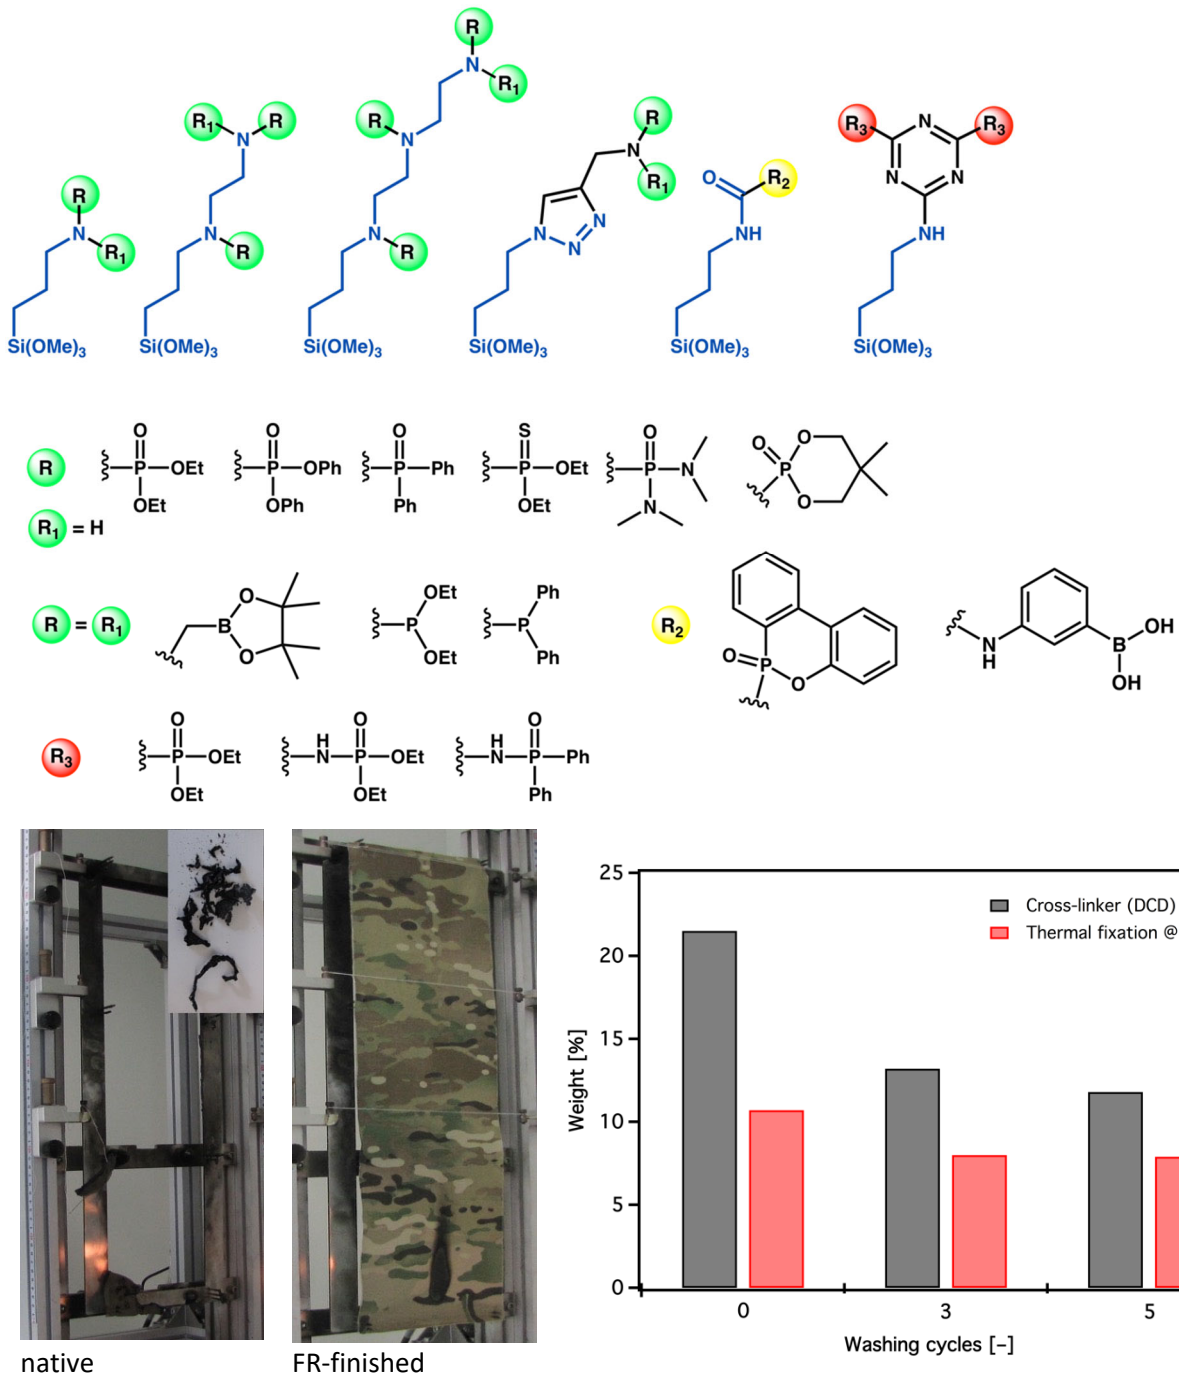 R
N
R₁
R₁
R
N
N
R
R
N
R₁
R
N
N
R
R
N
R₁
N
N
N
O
R₂
NH
R₃
R₃
N
N
N
NH
Si(OMe)₃
Si(OMe)₃
Si(OMe)₃
Si(OMe)₃
Si(OMe)₃
Si(OMe)₃
R
O
P
OEt
OEt
O
P
OPh
OPh
O
P
Ph
Ph
S
P
OEt
OEt
O
P
N
N
O
O
P
O
R₁ = H
R = R₁
B
O
O
P
OEt
OEt
P
Ph
Ph
R₂
O
P
O
N
H
B
OH
OH
R₃
O
P
OEt
OEt
H
N
O
P
OEt
OEt
H
N
O
P
Ph
Ph
native
FR-finished
Cross-linker (DCD)
Thermal fixation @
Weight [%]
25
20
15
10
5
0
0 3 5
Washing cycles [–]